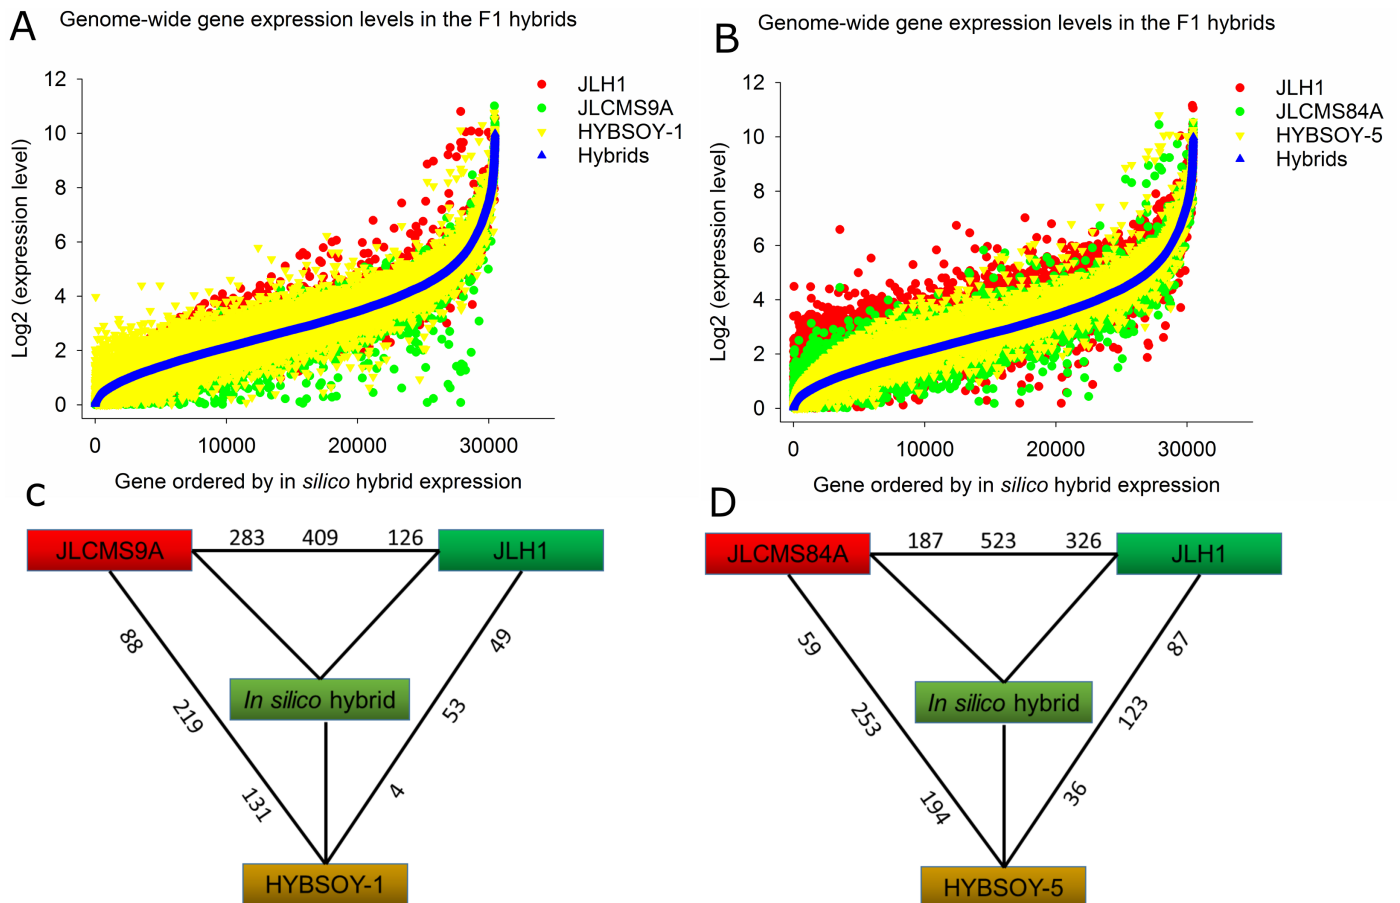 A
Genome-wide gene expression levels in the F1 hybrids
Log2 (expression level)
12
10
8
6
4
2
0
0 10000 20000 30000
Gene ordered by in silico hybrid expression
JLH1
JLCMS9A
HYBSOY-1
Hybrids
B
Genome-wide gene expression levels in the F1 hybrids
Log2 (expression level)
12
10
8
6
4
2
0
0 10000 20000 30000
Gene ordered by in silico hybrid expression
JLH1
JLCMS84A
HYBSOY-5
Hybrids
C
JLCMS9A
283 409 126
JLH1
88
219
131
49
53
4
In silico hybrid
HYBSOY-1
D
JLCMS84A
187 523 326
JLH1
59
253
194
87
123
36
In silico hybrid
HYBSOY-5